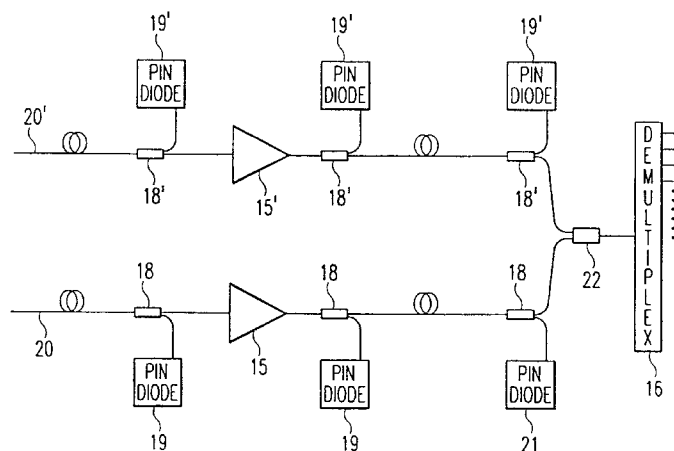 19' 19' 19'
PIN DIODE PIN DIODE PIN DIODE
20'
18' 15' 18' 18'
DEMULTIPLEX
22
18 18 18
20 15 16
PIN DIODE PIN DIODE PIN DIODE
19 19 21